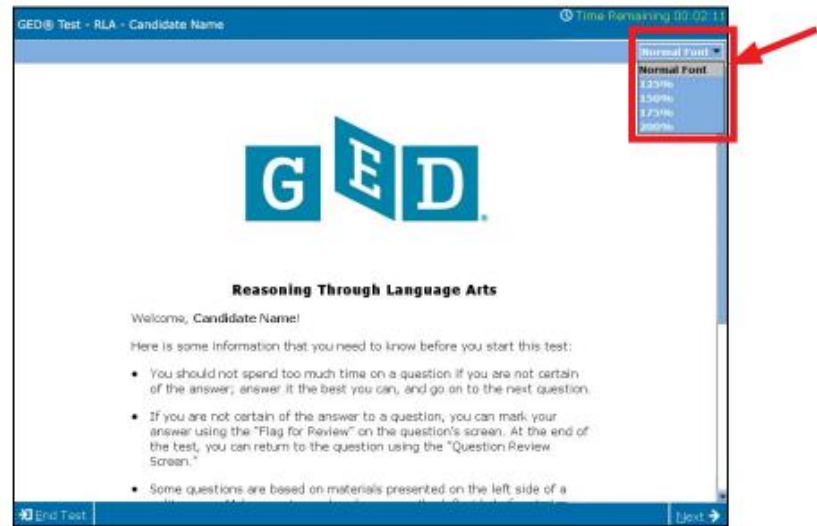 GED® Test - RLA - Candidate Name
Time Remaining 00:02:11
Normal Font
Normal Font
125%
150%
175%
200%
GED
Reasoning Through Language Arts
Welcome, Candidate Name!
Here is some information that you need to know before you start this test:
• You should not spend too much time on a question if you are not certain
of the answer; answer it the best you can, and go on to the next question.
• If you are not certain of the answer to a question, you can mark your
answer using the "Flag for Review" on the question's screen. At the end of
the test, you can return to the question using the "Question Review
Screen."
• Some questions are based on materials presented on the left side of a
End Test
Next